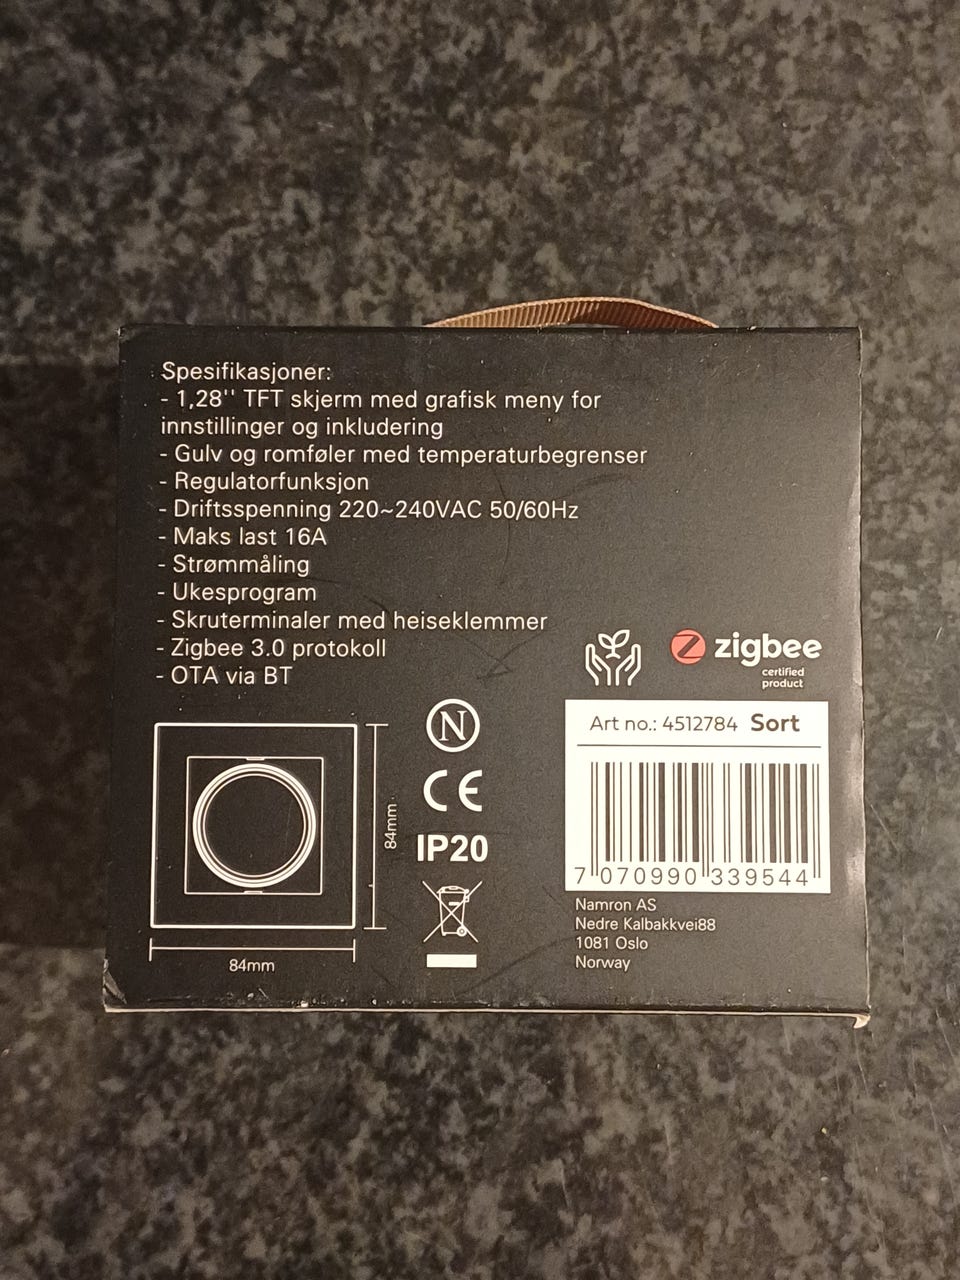 Spesifikasjoner:
- 1,28'' TFT skjerm med grafisk meny for
innstillinger og inkludering
- Gulv og romføler med temperaturbegrenser
- Regulatorfunksjon
- Driftsspenning 220~240VAC 50/60Hz
- Maks last 16A
- Strømmåling
- Ukesprogram
- Skruterminaler med heiseklemmer
- Zigbee 3.0 protokoll
- OTA via BT
zigbee
certified
product
84mm
84mm
N
CE
IP20
Art no.: 4512784 Sort
7 070990 339544
Namron AS
Nedre Kalbakkvei88
1081 Oslo
Norway